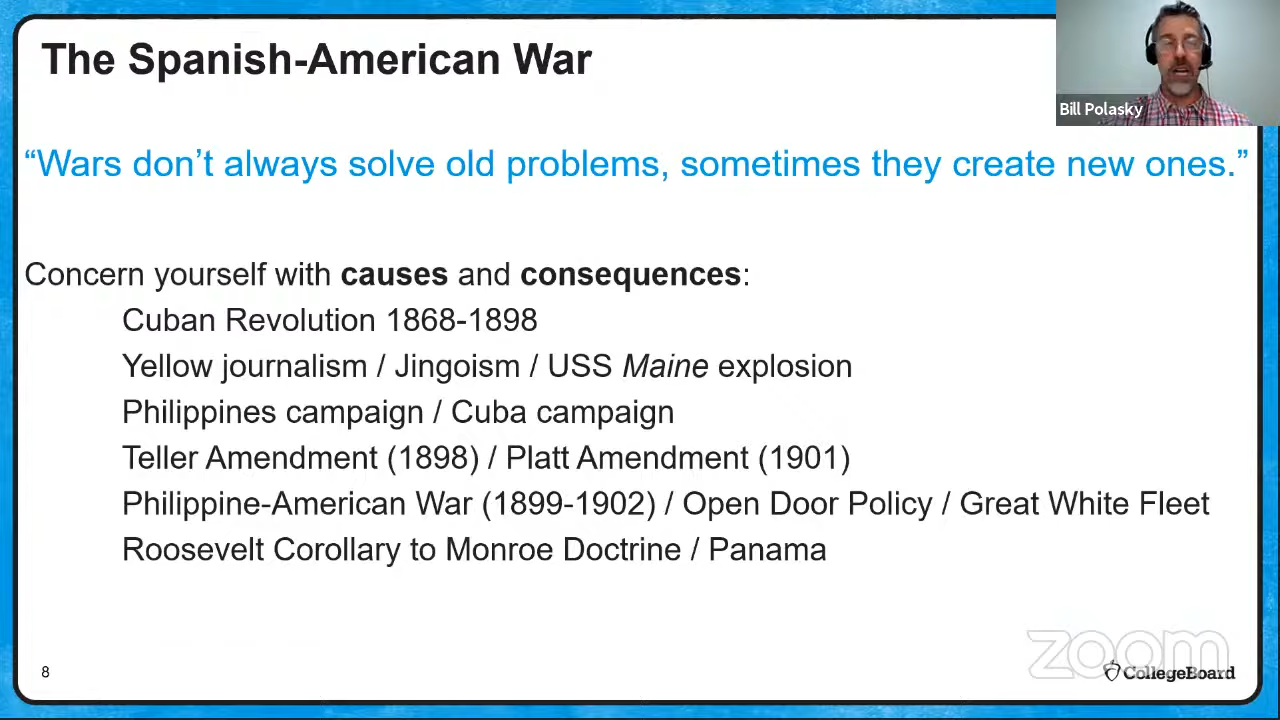 The Spanish-American War
Bill Polasky
“Wars don’t always solve old problems, sometimes they create new ones.”
Concern yourself with causes and consequences:
Cuban Revolution 1868-1898
Yellow journalism / Jingoism / USS Maine explosion
Philippines campaign / Cuba campaign
Teller Amendment (1898) / Platt Amendment (1901)
Philippine-American War (1899-1902) / Open Door Policy / Great White Fleet
Roosevelt Corollary to Monroe Doctrine / Panama
zoom
8
CollegeBoard